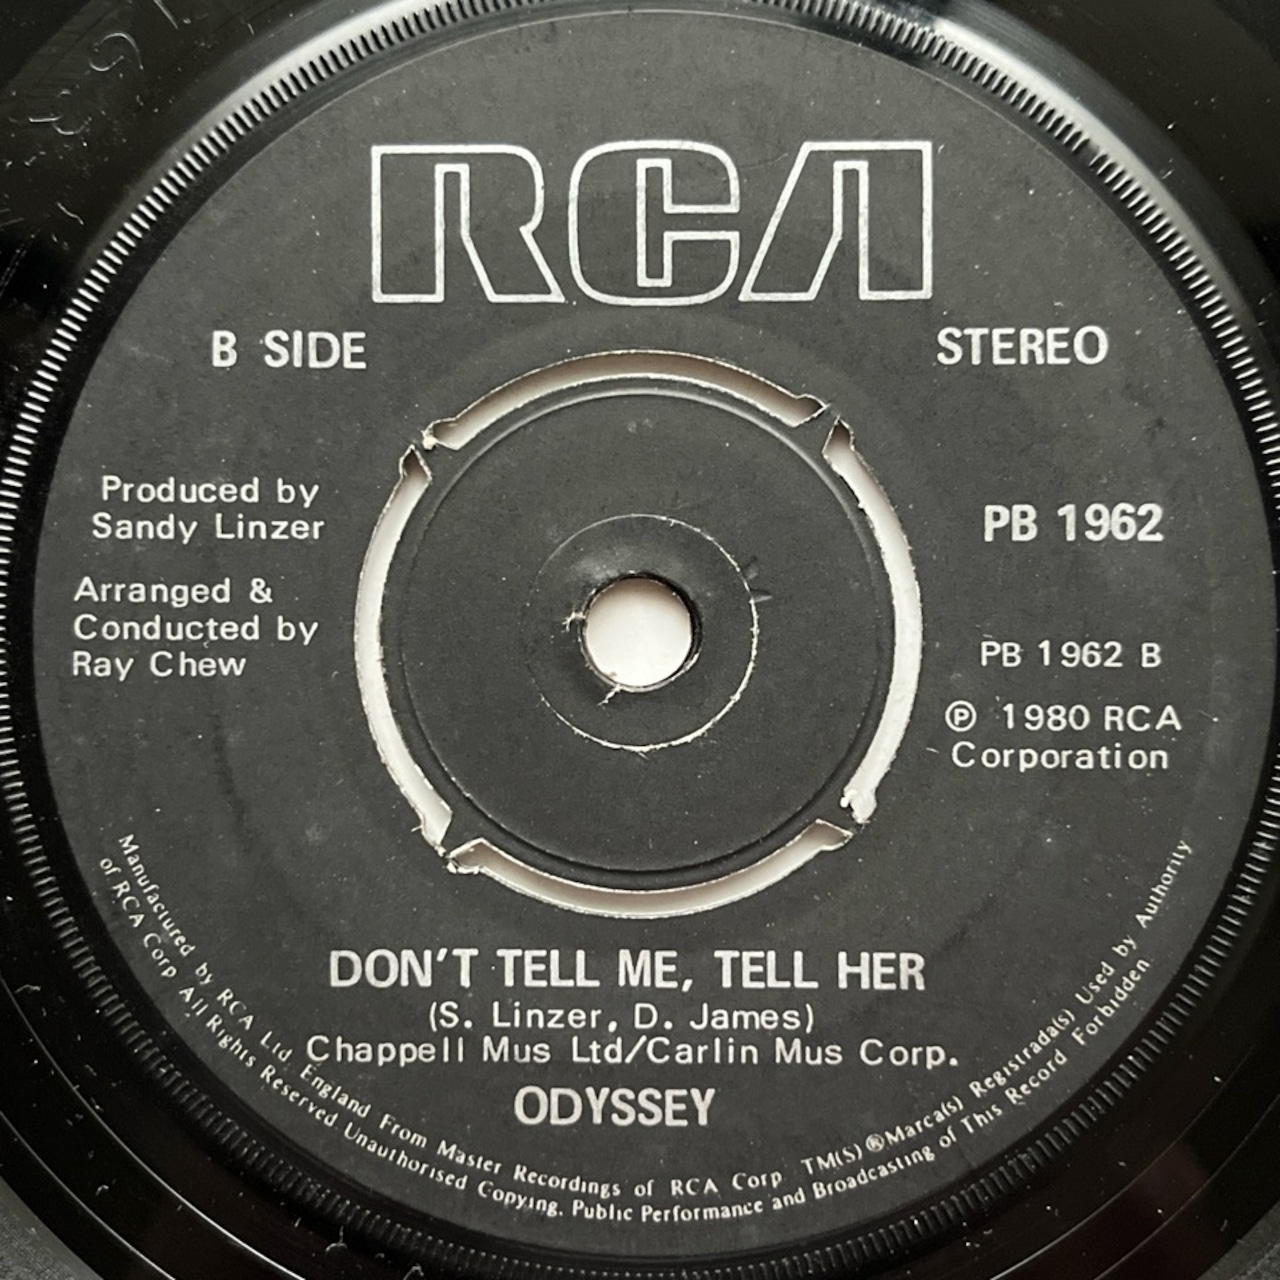 RCA
B SIDE
STEREO
Produced by
Sandy Linzer
Arranged &
Conducted by
Ray Chew
PB 1962
PB 1962 B
℗ 1980 RCA
Corporation
DON'T TELL ME, TELL HER
(S. Linzer, D. James)
Chappell Mus Ltd/Carlin Mus Corp.
ODYSSEY
Manufactured by RCA Ltd. England From Master Recordings of RCA Corp TM(S) ®Marca(s) Registrada(s) Used by Authority
of RCA Corp All Rights Reserved Unauthorised Copying. Public Performance and Broadcasting of This Record Forbidden